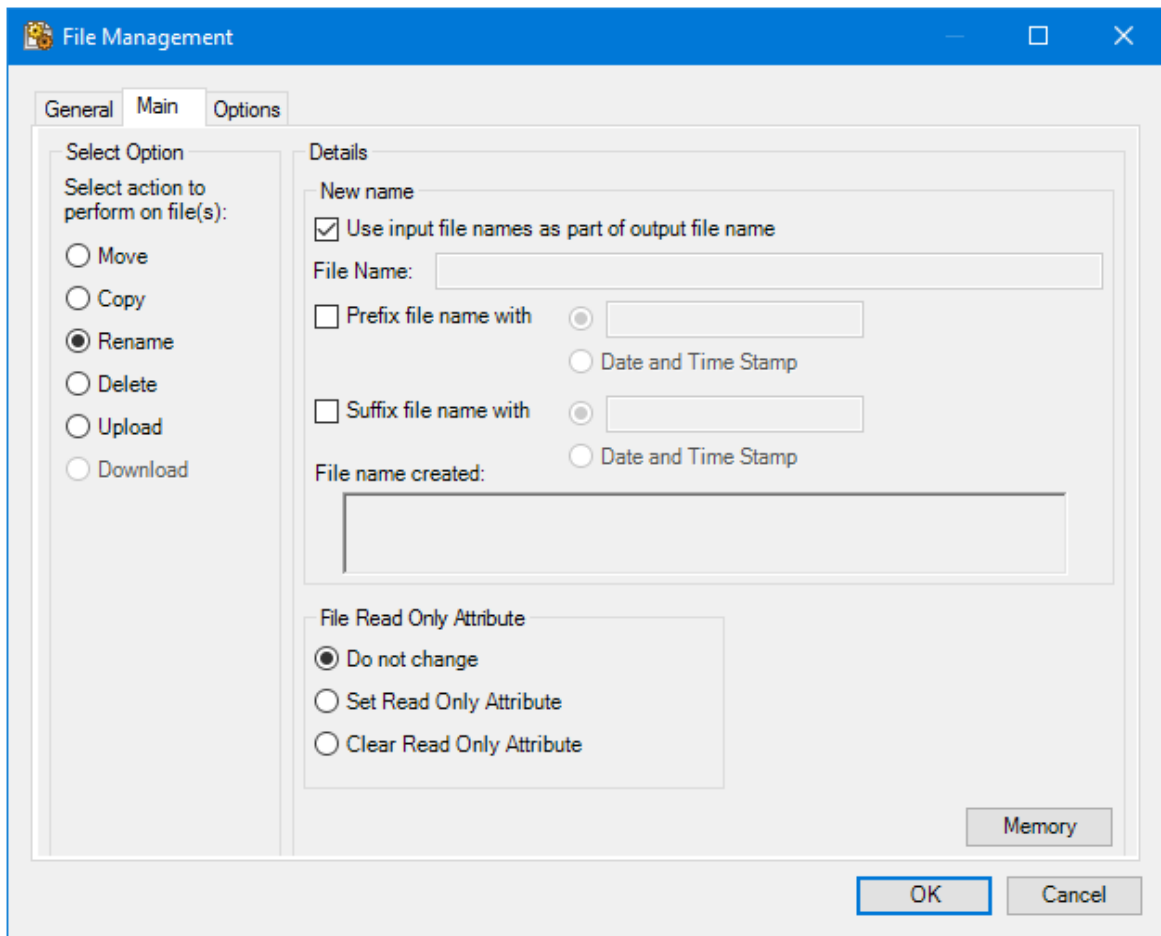 File Management
General Main Options
Select Option
Select action to
perform on file(s):
Move
Copy
Rename
Delete
Upload
Download
Details
New name
Use input file names as part of output file name
File Name:
Prefix file name with
Date and Time Stamp
Suffix file name with
Date and Time Stamp
File name created:
File Read Only Attribute
Do not change
Set Read Only Attribute
Clear Read Only Attribute
Memory
OK Cancel